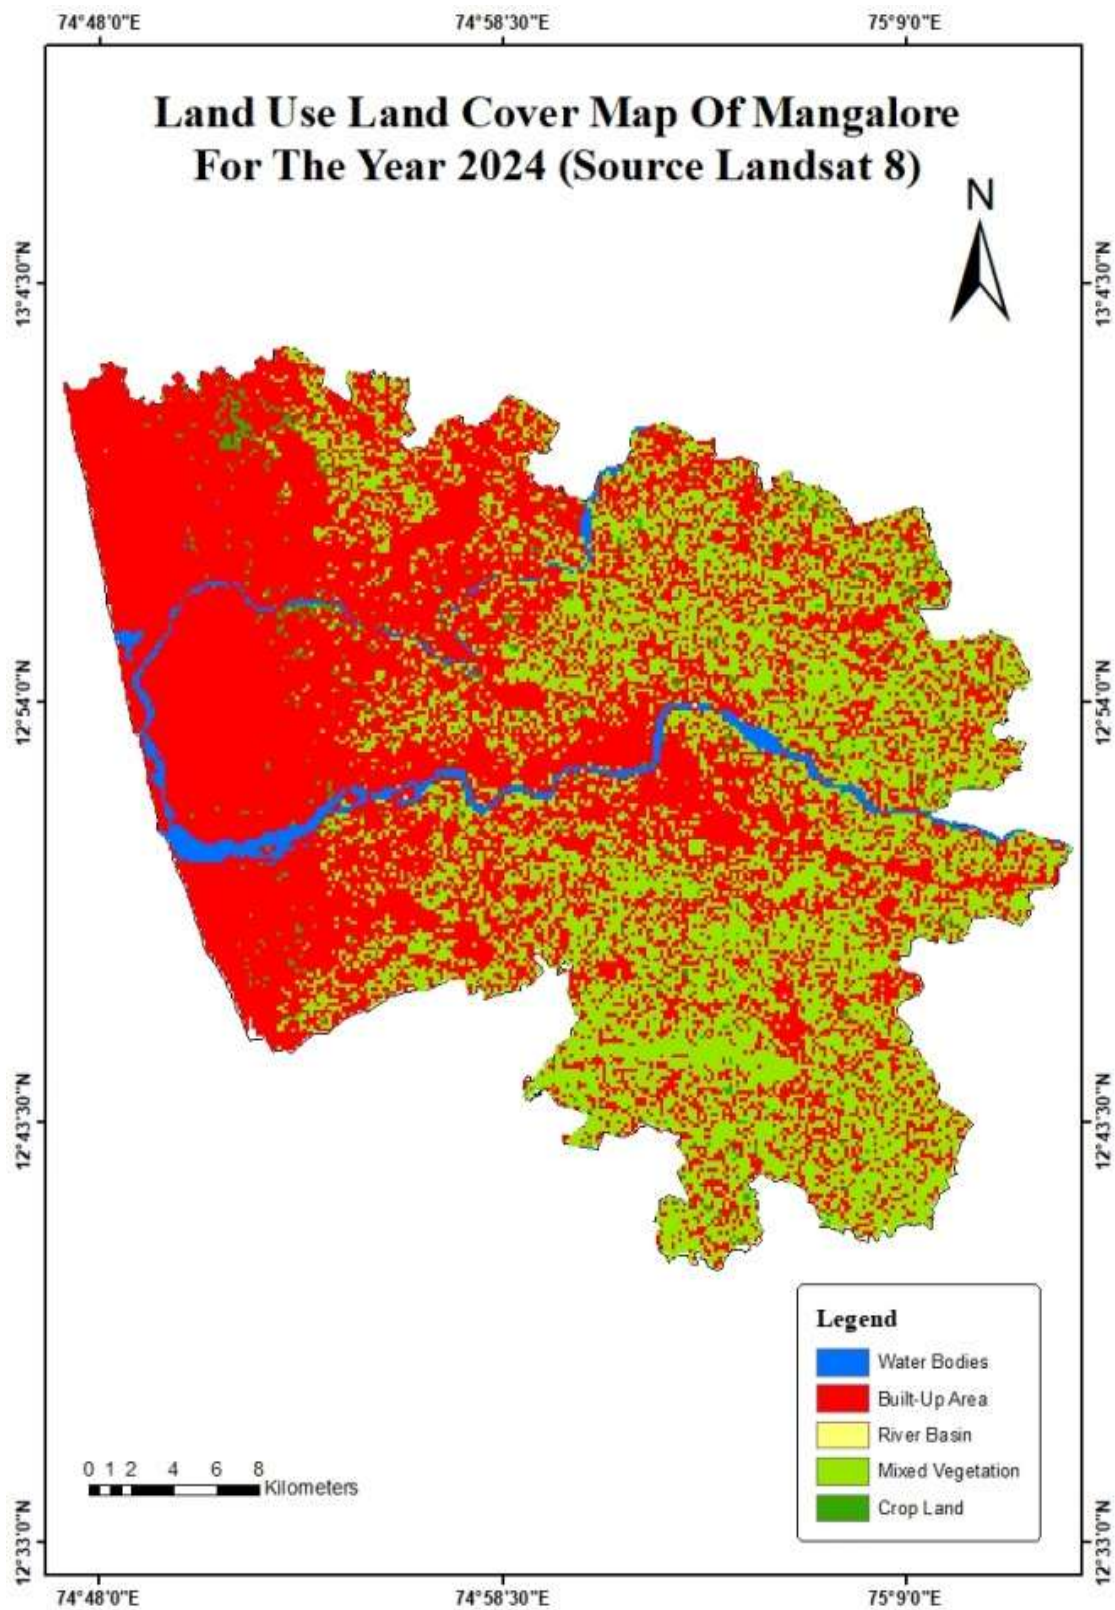 74°48'0"E 74°58'30"E 75°9'0"E
Land Use Land Cover Map Of Mangalore
For The Year 2024 (Source Landsat 8)
N
13°4'30"N 13°4'30"N
12°54'0"N 12°54'0"N
12°43'30"N 12°43'30"N
Legend
Water Bodies
Built-Up Area
River Basin
Mixed Vegetation
Crop Land
0 1 2 4 6 8
Kilometers
12°33'0"N 12°33'0"N
74°48'0"E 74°58'30"E 75°9'0"E